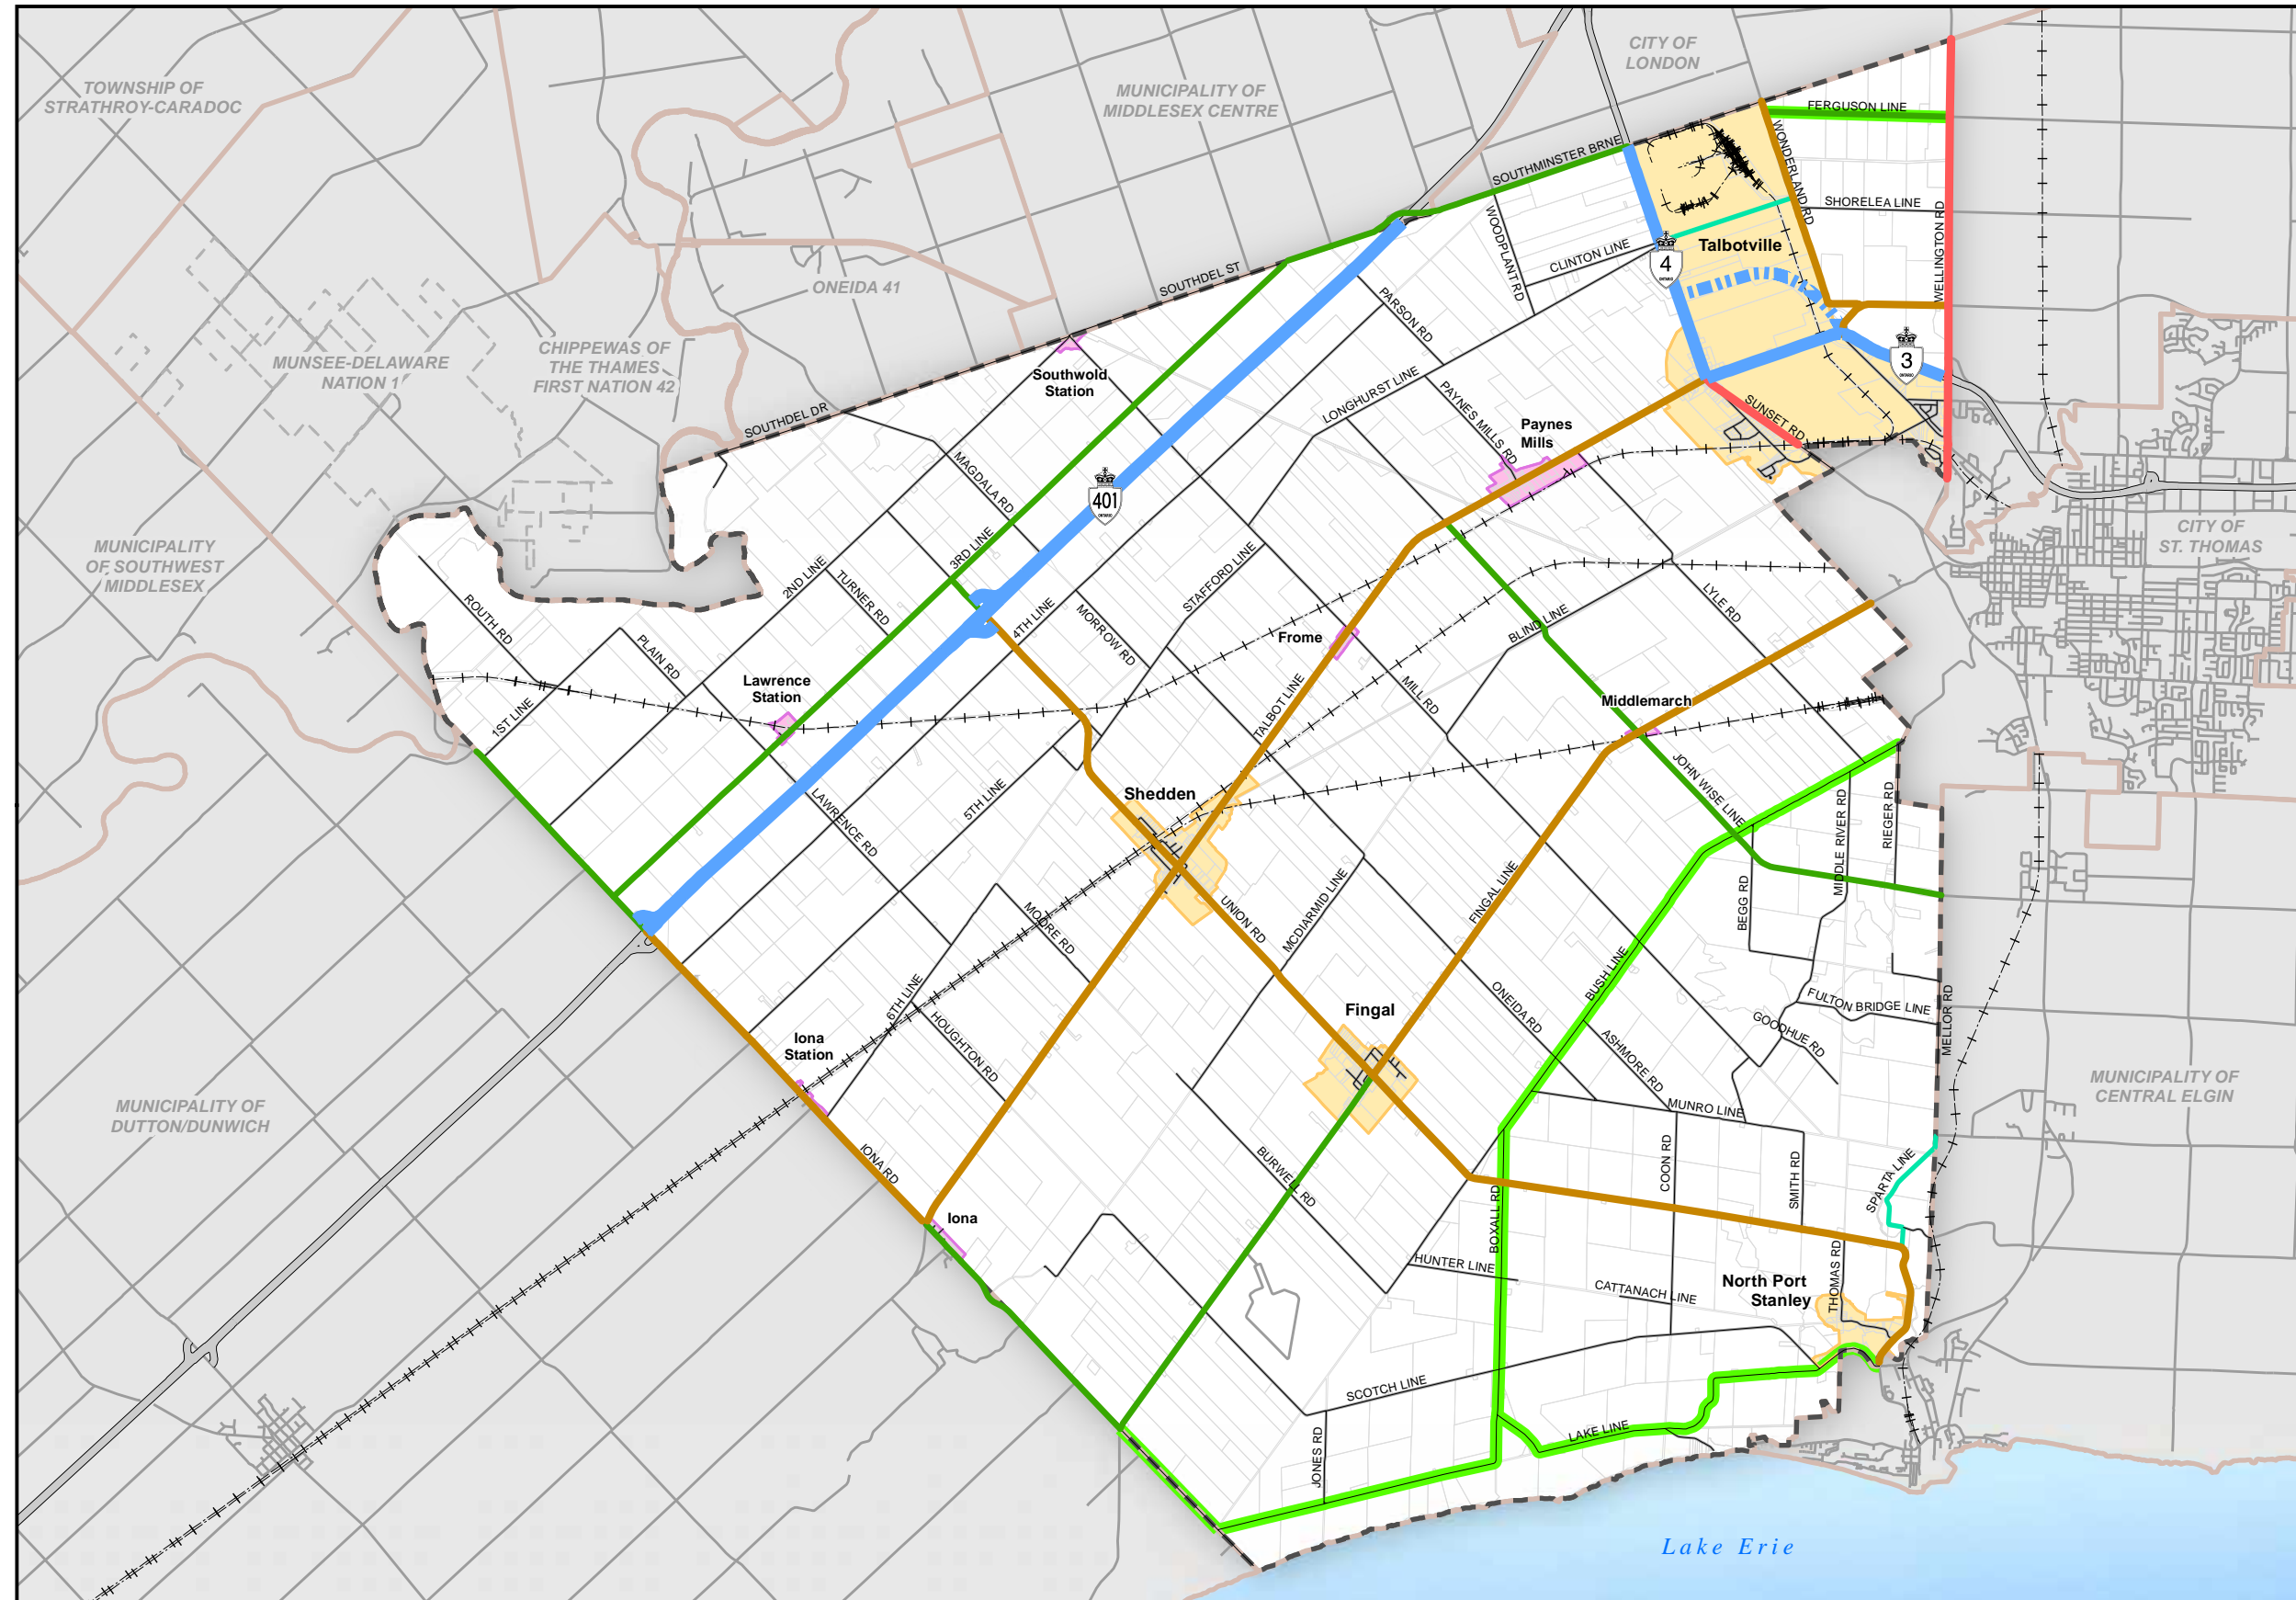 CITY OF
LONDON
TOWNSHIP OF
STRATHROY-CARADOC
MUNICIPALITY OF
MIDDLESEX CENTRE
FERGUSON LINE
SOUTHMINSTER BRNE
WONDERLAND RD
SHORELEA LINE
WELLINGTON RD
WOODPLANT RD
CLINTON LINE
Talbotville
4
ONTARIO
SOUTHDEL ST
ONEIDA 41
PARSON RD
3
ONTARIO
MUNSEE-DELAWARE
NATION 1
CHIPPEWAS OF
THE THAMES
FIRST NATION 42
Southwold
Station
LONGHURST LINE
PAYNES MILLS RD
Paynes
Mills
SUNSET RD
SOUTHDEL DR
MAGDALA RD
401
ONTARIO
CITY OF
ST. THOMAS
MUNICIPALITY
OF SOUTHWEST
MIDDLESEX
3RD LINE
2ND LINE
TURNER RD
STAFFORD LINE
ROUTH RD
PLAIN RD
4TH LINE
MORROW RD
Frome
BLIND LINE
LYLE RD
Lawrence
Station
1ST LINE
TALBOT LINE
MILL RD
Middlemarch
JOHN WISE LINE
LAWRENCE RD
5TH LINE
Shedden
MIDDLE RIVER RD
RIEGER RD
BEGG RD
MOORE RD
UNION RD
MCDIARMID LINE
FINGAL LINE
BUSH LINE
6TH LINE
HOUGHTON RD
Fingal
ONEIDA RD
FULTON BRIDGE LINE
GOODHUE RD
MELLOR RD
Iona
Station
ASHMORE RD
MUNRO LINE
MUNICIPALITY OF
CENTRAL ELGIN
MUNICIPALITY OF
DUTTON/DUNWICH
IONA RD
BURWELL RD
COON RD
SMITH RD
SPARTA LINE
Iona
BOXALL RD
HUNTER LINE
CATTANACH LINE
North Port
Stanley
THOMAS RD
SCOTCH LINE
JONES RD
LAKE LINE
Lake Erie